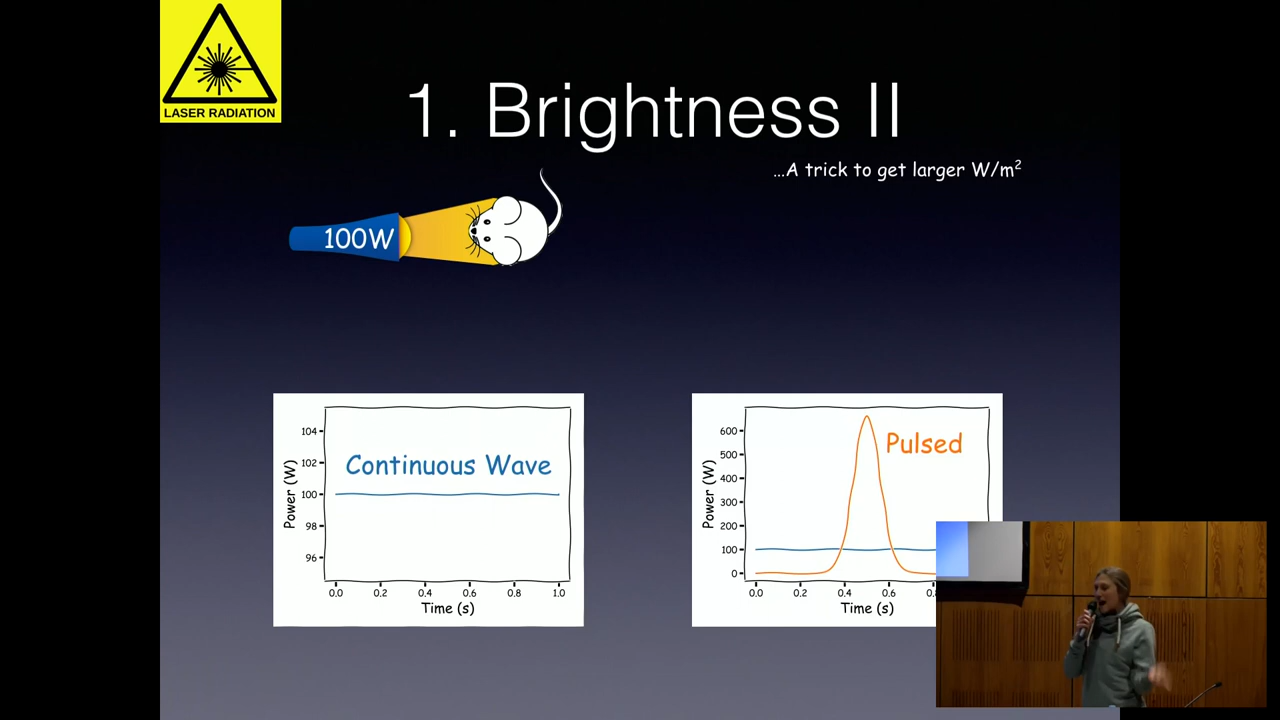 LASER RADIATION
1. Brightness II
...A trick to get larger W/m²
100W
104
102
100
98
96
Power (W)
Continuous Wave
0.0 0.2 0.4 0.6 0.8 1.0
Time (s)
600
500
400
300
200
100
0
Power (W)
Pulsed
0.0 0.2 0.4 0.6
Time (s)